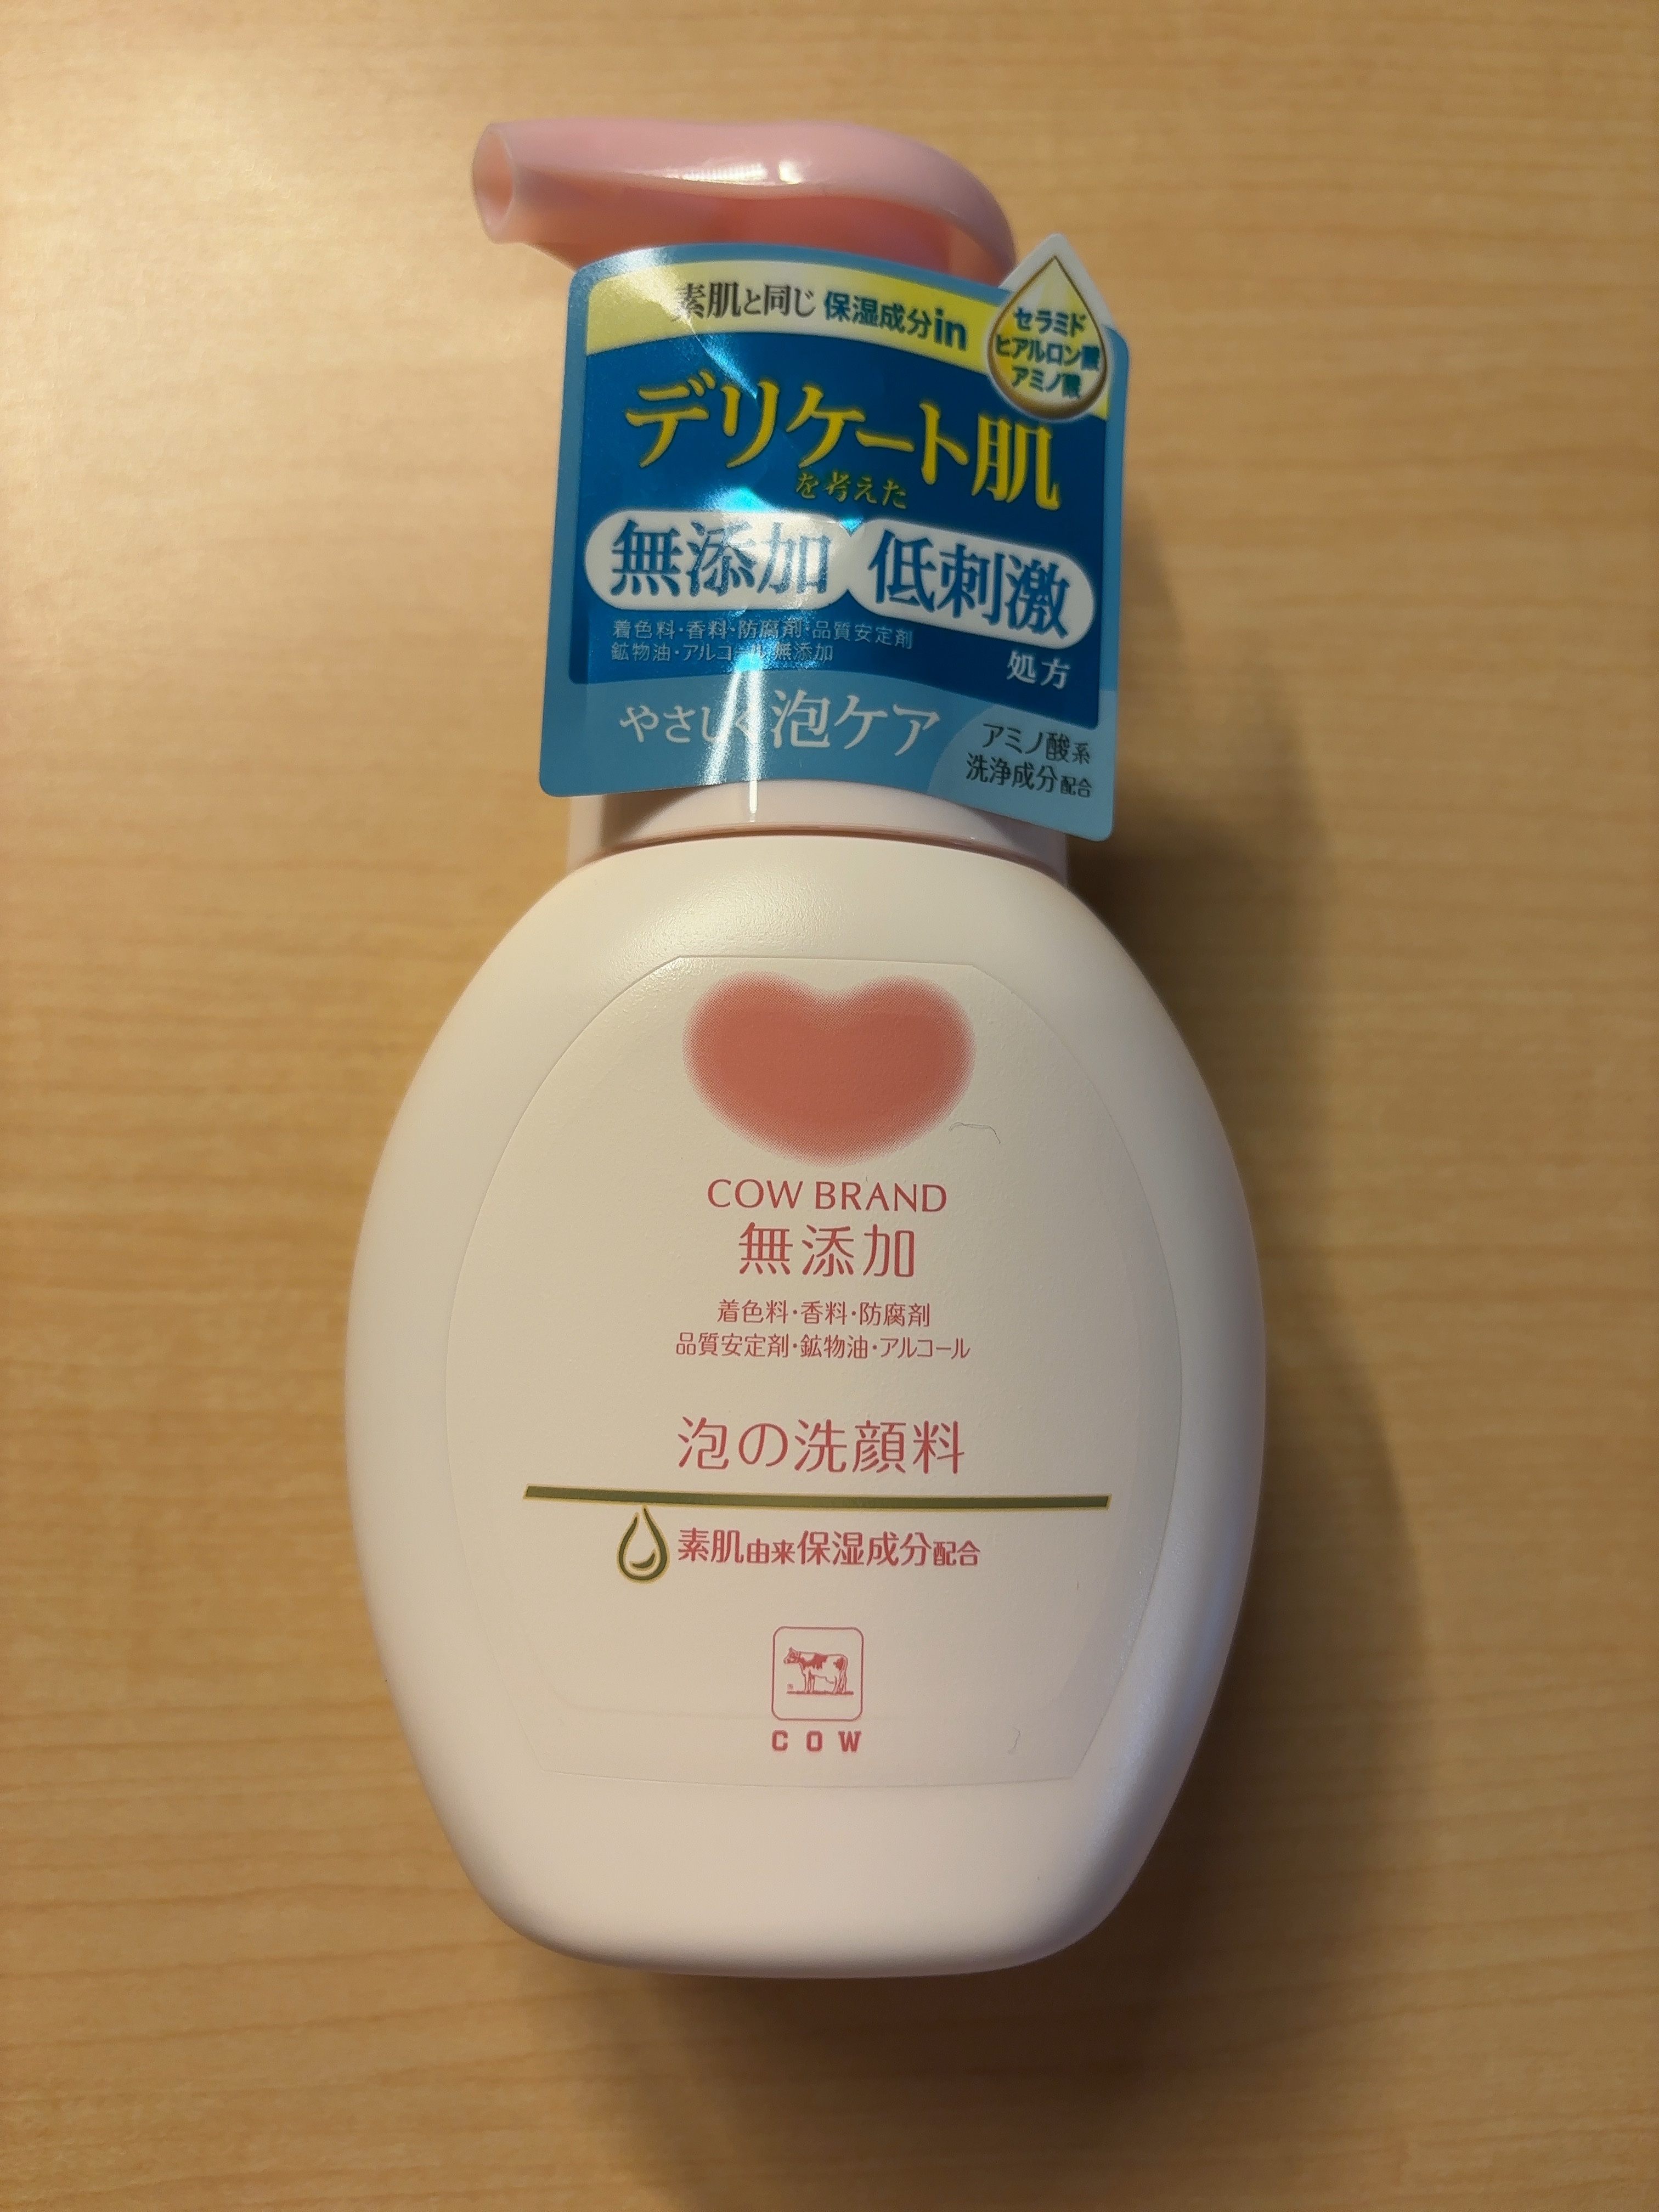 素肌と同じ 保湿成分in
セラミド
ヒアルロン酸
アミノ酸
デリケート肌
を考えた
無添加 低刺激
着色料・香料・防腐剤・品質安定剤
鉱物油・アルコール無添加
処方
やさしく泡ケア
アミノ酸系
洗浄成分配合
COW BRAND
無添加
着色料・香料・防腐剤
品質安定剤・鉱物油・アルコール
泡の洗顔料
素肌由来保湿成分配合
COW